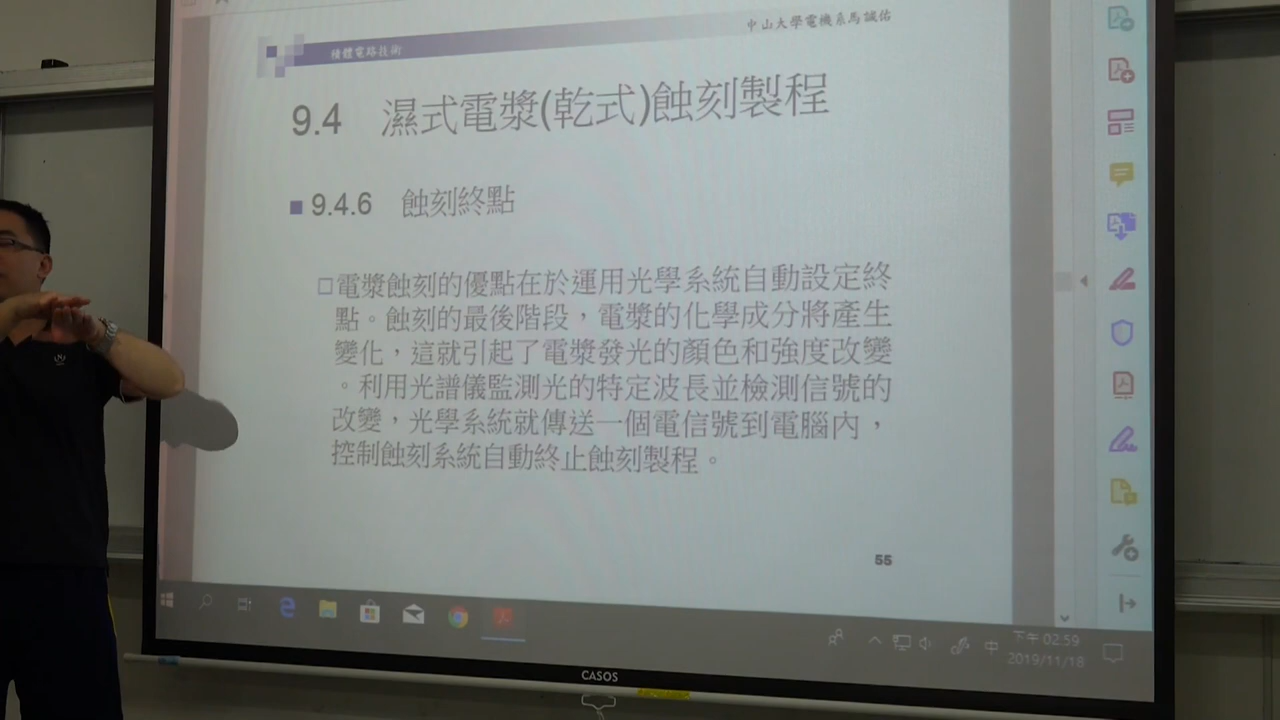 中山大學電機系馬誠佑
積體電路技術
9.4 濕式電漿(乾式)蝕刻製程
9.4.6 蝕刻終點
電漿蝕刻的優點在於運用光學系統自動設定終
點。蝕刻的最後階段，電漿的化學成分將產生
變化，這就引起了電漿發光的顏色和強度改變
。利用光譜儀監測光的特定波長並檢測信號的
改變，光學系統就傳送一個電信號到電腦內，
控制蝕刻系統自動終止蝕刻製程。
55
中
下午 02:59
2019/11/18
CASOS